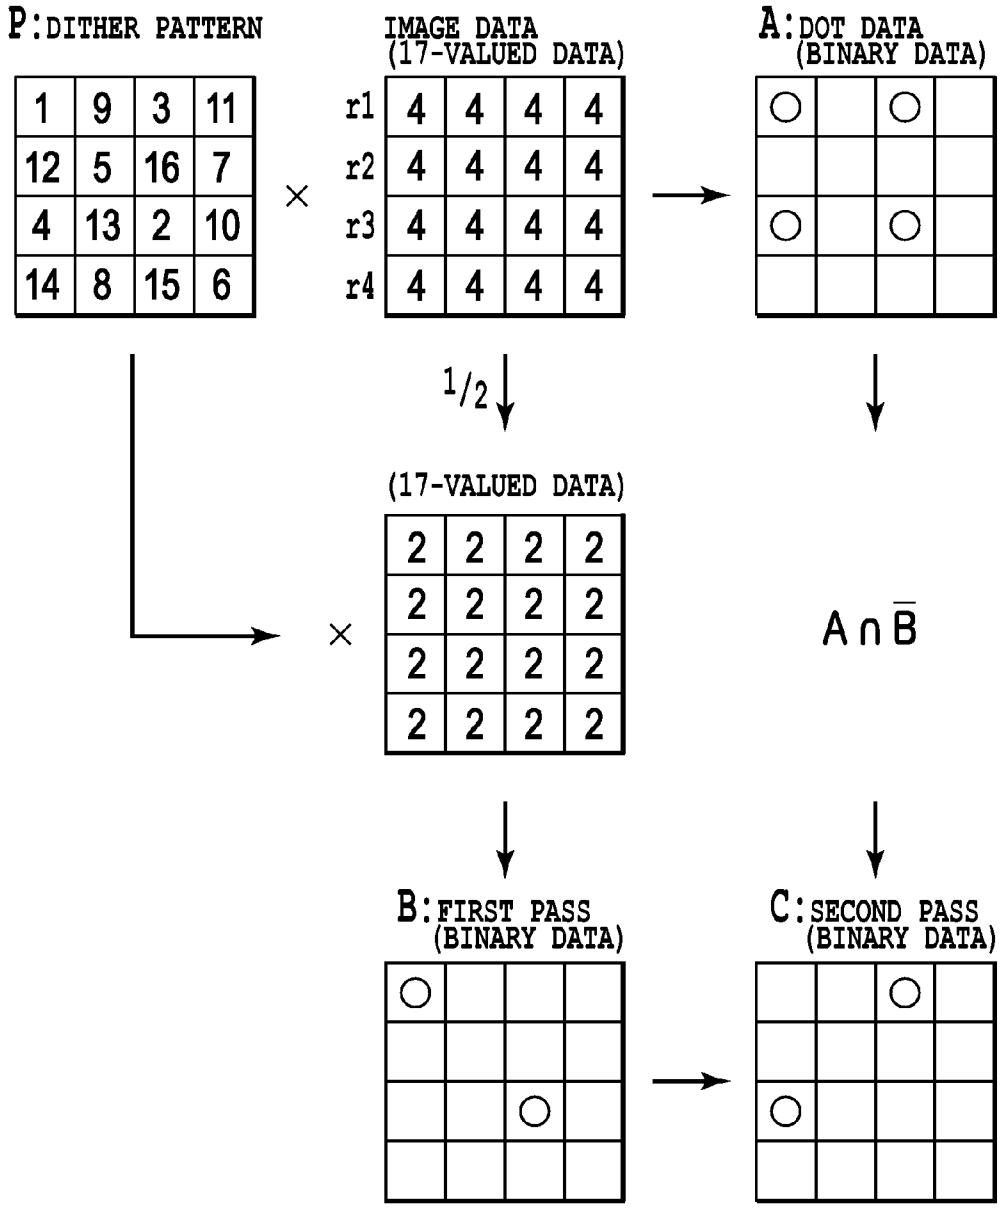 P:DITHER PATTERN
IMAGE DATA
(17-VALUED DATA)
A:DOT DATA
(BINARY DATA)
1 9 3 11
12 5 16 7
4 13 2 10
14 8 15 6
×
r1 4 4 4 4
r2 4 4 4 4
r3 4 4 4 4
r4 4 4 4 4
1/2
(17-VALUED DATA)
×
2 2 2 2
2 2 2 2
2 2 2 2
2 2 2 2
A∩B̅
B:FIRST PASS
(BINARY DATA)
C:SECOND PASS
(BINARY DATA)